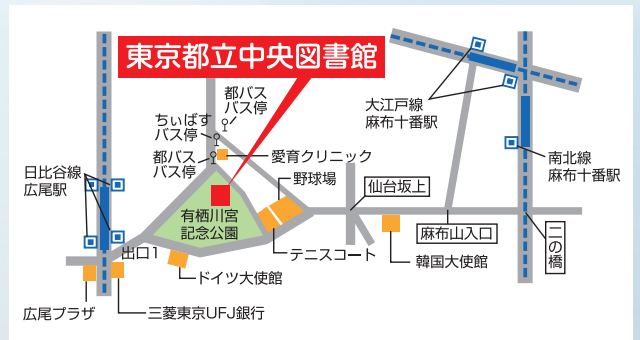 東京都立中央図書館
都バス
バス停
ちぃばす
バス停
都バス
バス停
愛育クリニック
野球場
大江戸線
麻布十番駅
南北線
麻布十番駅
日比谷線
広尾駅
仙台坂上
有栖川宮
記念公園
麻布山入口
二の橋
出口1
テニスコート
韓国大使館
ドイツ大使館
広尾プラザ
三菱東京UFJ銀行